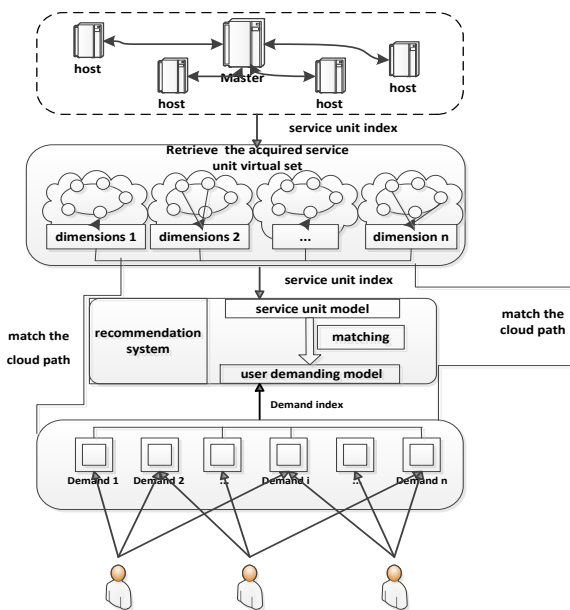 host
Master
host
host
host
service unit index
Retrieve the acquired service
unit virtual set
dimensions 1
dimensions 2
...
dimension n
service unit index
match the
cloud path
match the
cloud path
recommendation
system
service unit model
matching
user demanding model
Demand index
Demand 1
Demand 2
...
Demand i
...
Demand n